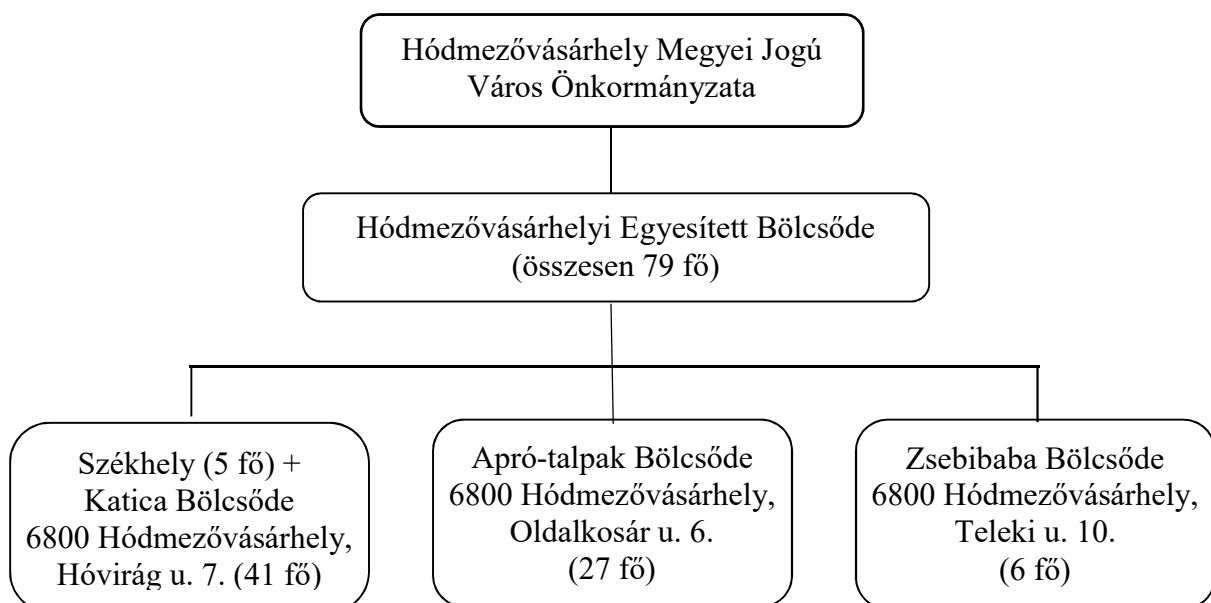 Hódmezővásárhely Megyei Jogú
Város Önkormányzata
Hódmezővásárhelyi Egyesített Bölcsőde
(összesen 79 fő)
Székhely (5 fő) +
Katica Bölcsőde
6800 Hódmezővásárhely,
Hóvirág u. 7. (41 fő)
Apró-talpak Bölcsőde
6800 Hódmezővásárhely,
Oldalkosár u. 6.
(27 fő)
Zsebibaba Bölcsőde
6800 Hódmezővásárhely,
Teleki u. 10.
(6 fő)